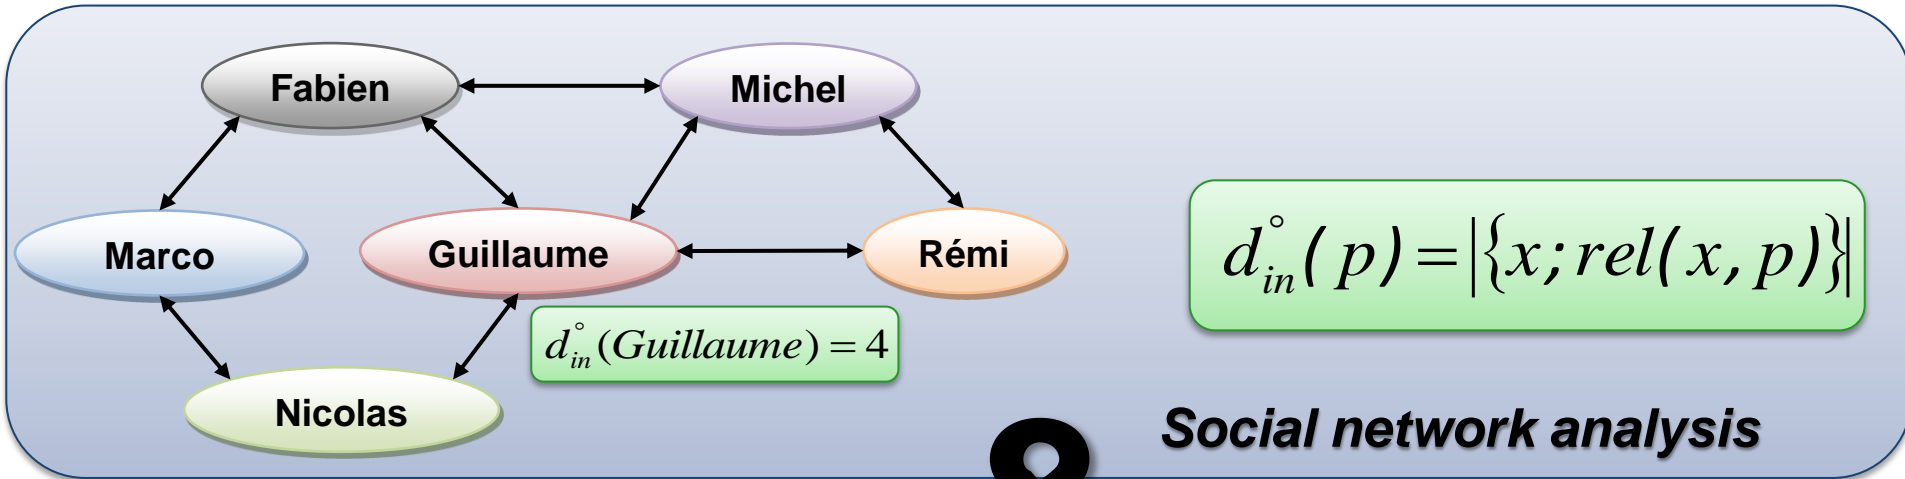 Fabien
Michel
Marco
Guillaume
Rémi
d°in(p)=|{x;rel(x,p)}|
d°in(Guillaume)=4
Nicolas
Social network analysis